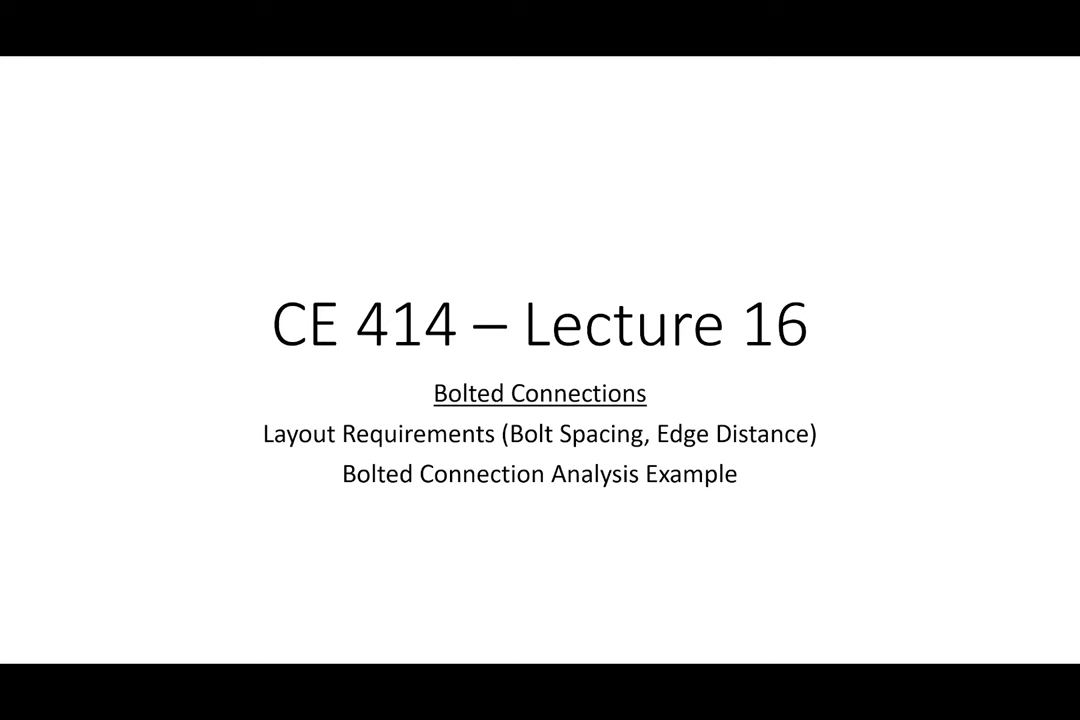 CE 414 – Lecture 16
Bolted Connections
Layout Requirements (Bolt Spacing, Edge Distance)
Bolted Connection Analysis Example